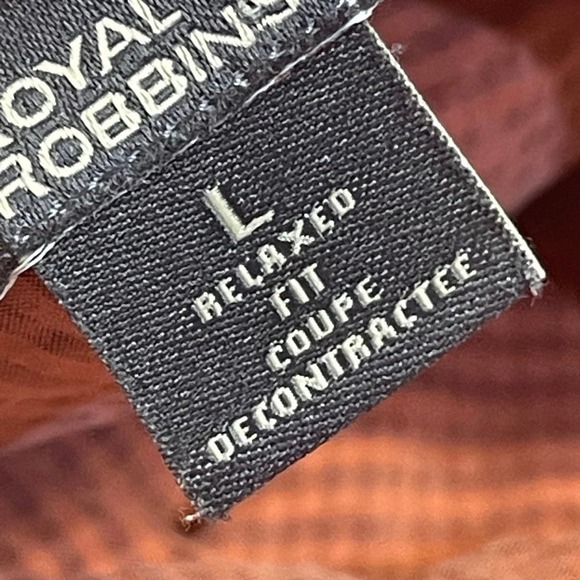 ROYAL
ROBBINS
L
RELAXED
FIT
COUPE
DECONTRACTEE